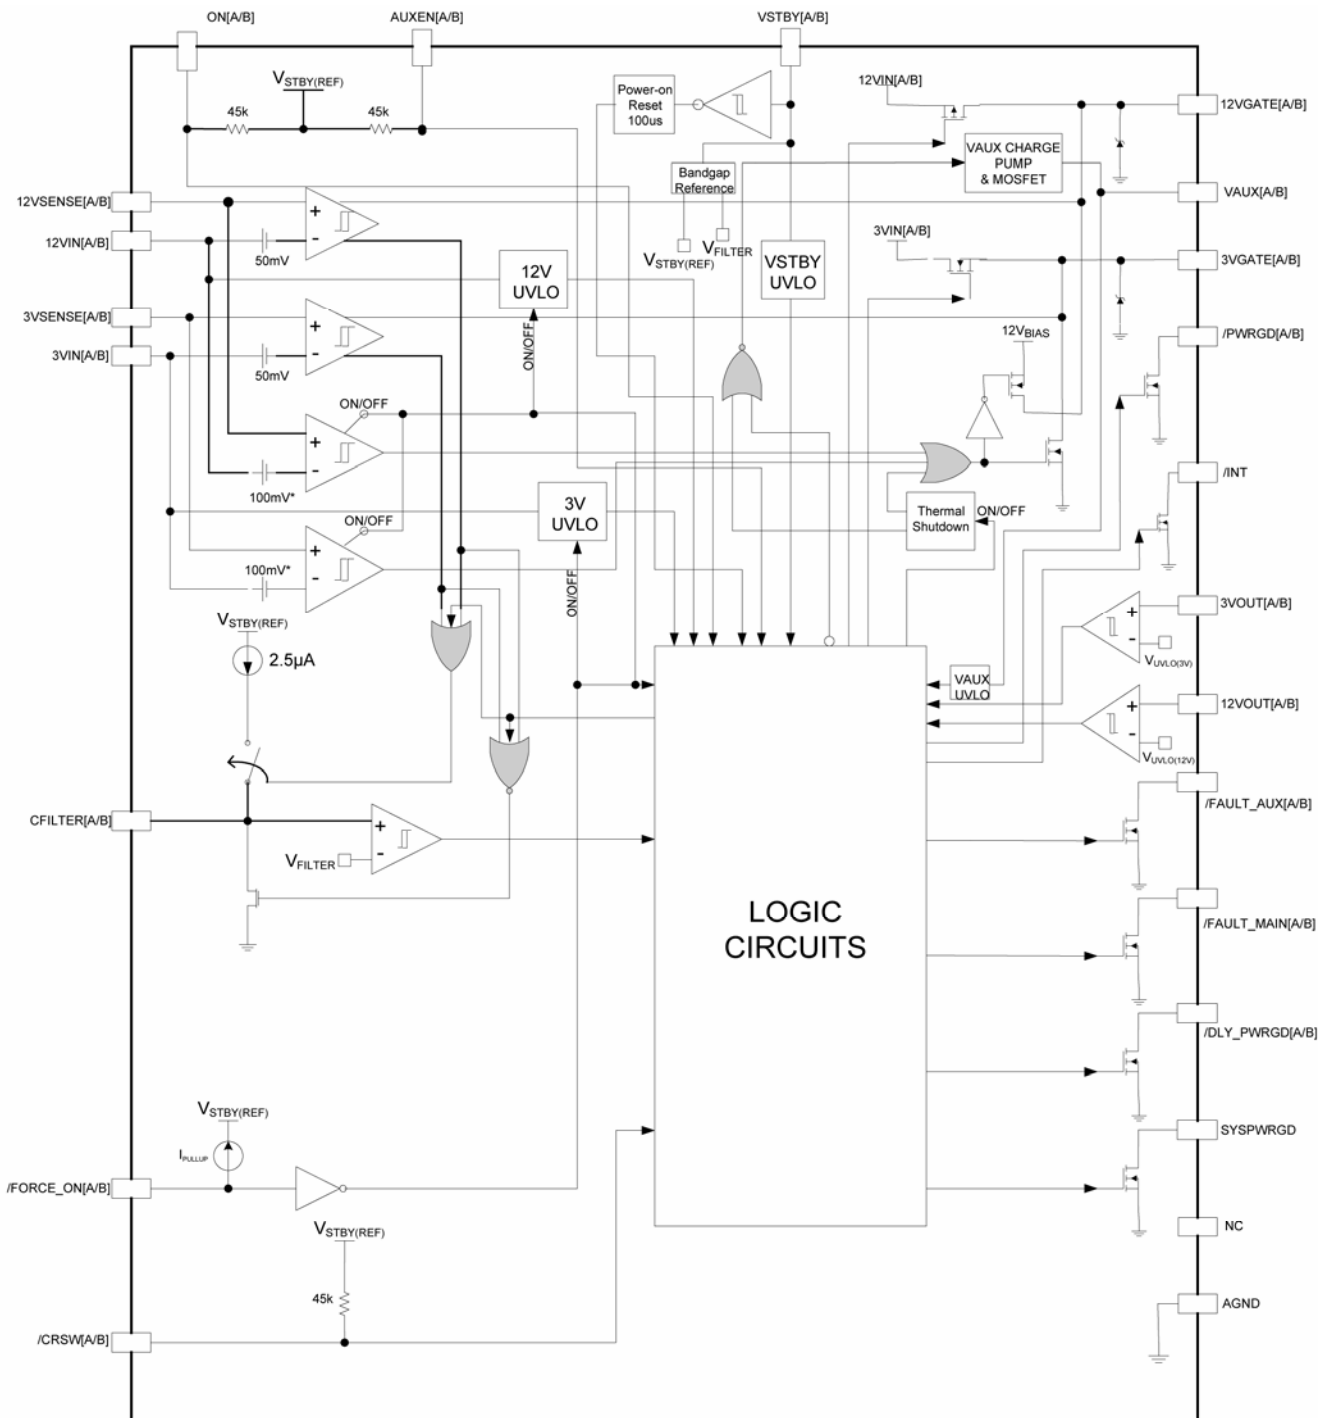 ON[A/B]
AUXEN[A/B]
VSTBY[A/B]
VSTBY(REF)
45k
45k
Power-on
Reset
100us
12VIN[A/B]
12VGATE[A/B]
VAUX CHARGE
PUMP
& MOSFET
Bandgap
Reference
12VSENSE[A/B]
VAUX[A/B]
+
-
12VIN[A/B]
50mV
VSTBY(REF)
VFILTER
3VIN[A/B]
3VGATE[A/B]
12V
UVLO
VSTBY
UVLO
3VSENSE[A/B]
+
-
3VIN[A/B]
50mV
ON/OFF
12VBIAS
/PWRGD[A/B]
ON/OFF
+
-
100mV*
/INT
3V
UVLO
Thermal
Shutdown
ON/OFF
ON/OFF
+
-
100mV*
ON/OFF
VSTBY(REF)
2.5µA
3VOUT[A/B]
+
-
VUVLO(3V)
VAUX
UVLO
12VOUT[A/B]
+
-
VUVLO(12V)
/FAULT_AUX[A/B]
CFILTER[A/B]
+
-
VFILTER
LOGIC
CIRCUITS
/FAULT_MAIN[A/B]
/DLY_PWRGD[A/B]
VSTBY(REF)
IPULLUP
SYSPWRGD
/FORCE_ON[A/B]
VSTBY(REF)
NC
45k
AGND
/CRSW[A/B]